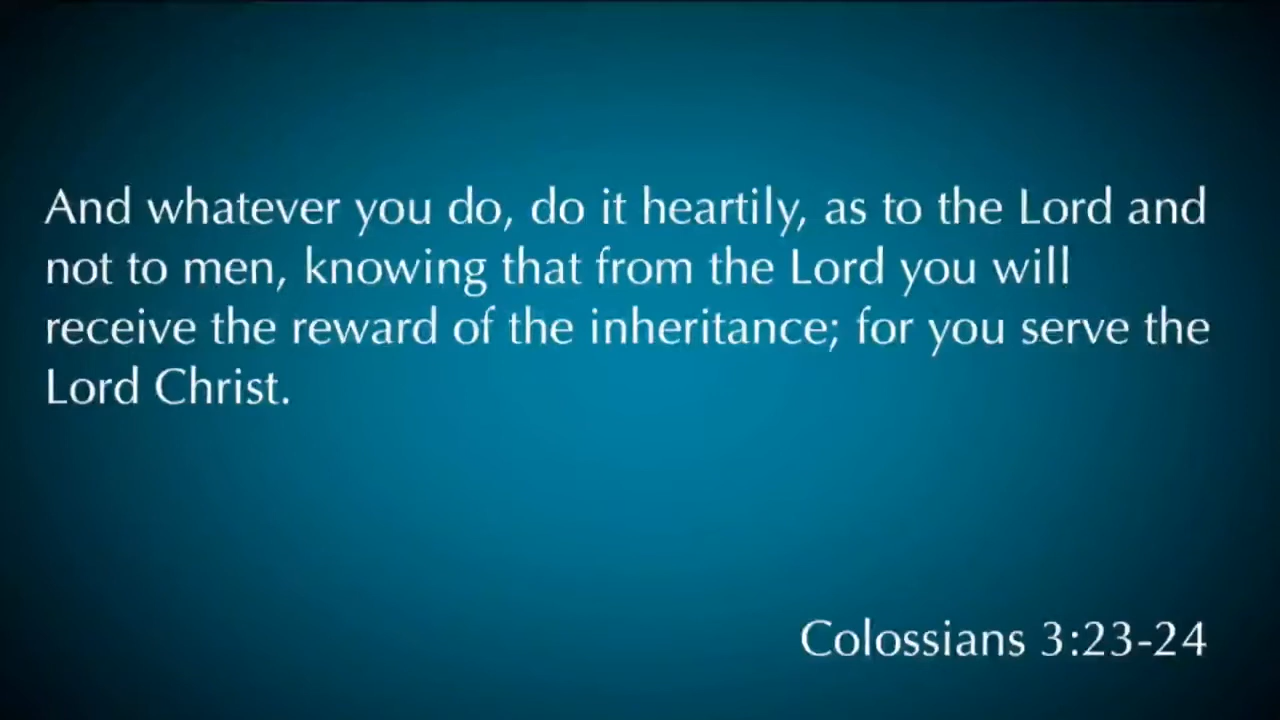 And whatever you do, do it heartily, as to the Lord and
not to men, knowing that from the Lord you will
receive the reward of the inheritance; for you serve the
Lord Christ.
Colossians 3:23-24